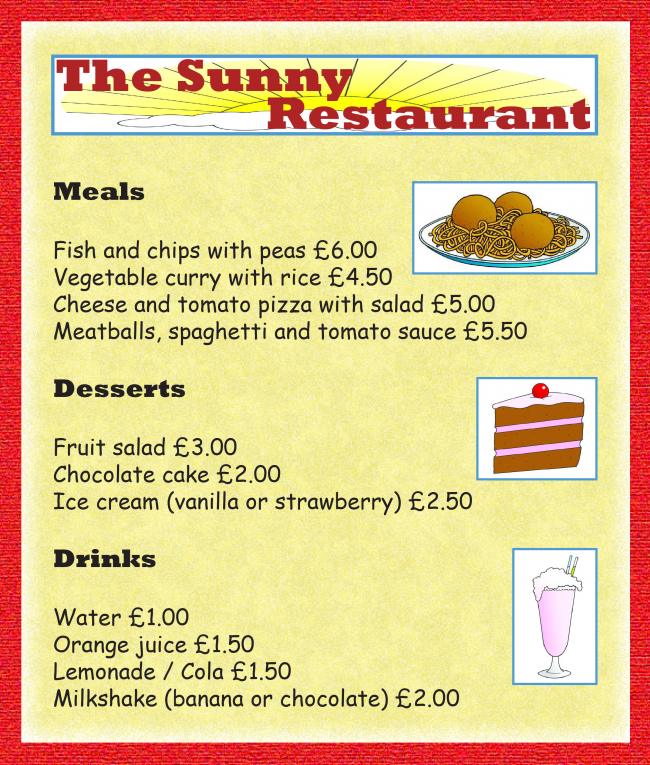 The Sunny
Restaurant
Meals
Fish and chips with peas £6.00
Vegetable curry with rice £4.50
Cheese and tomato pizza with salad £5.00
Meatballs, spaghetti and tomato sauce £5.50
Desserts
Fruit salad £3.00
Chocolate cake £2.00
Ice cream (vanilla or strawberry) £2.50
Drinks
Water £1.00
Orange juice £1.50
Lemonade / Cola £1.50
Milkshake (banana or chocolate) £2.00